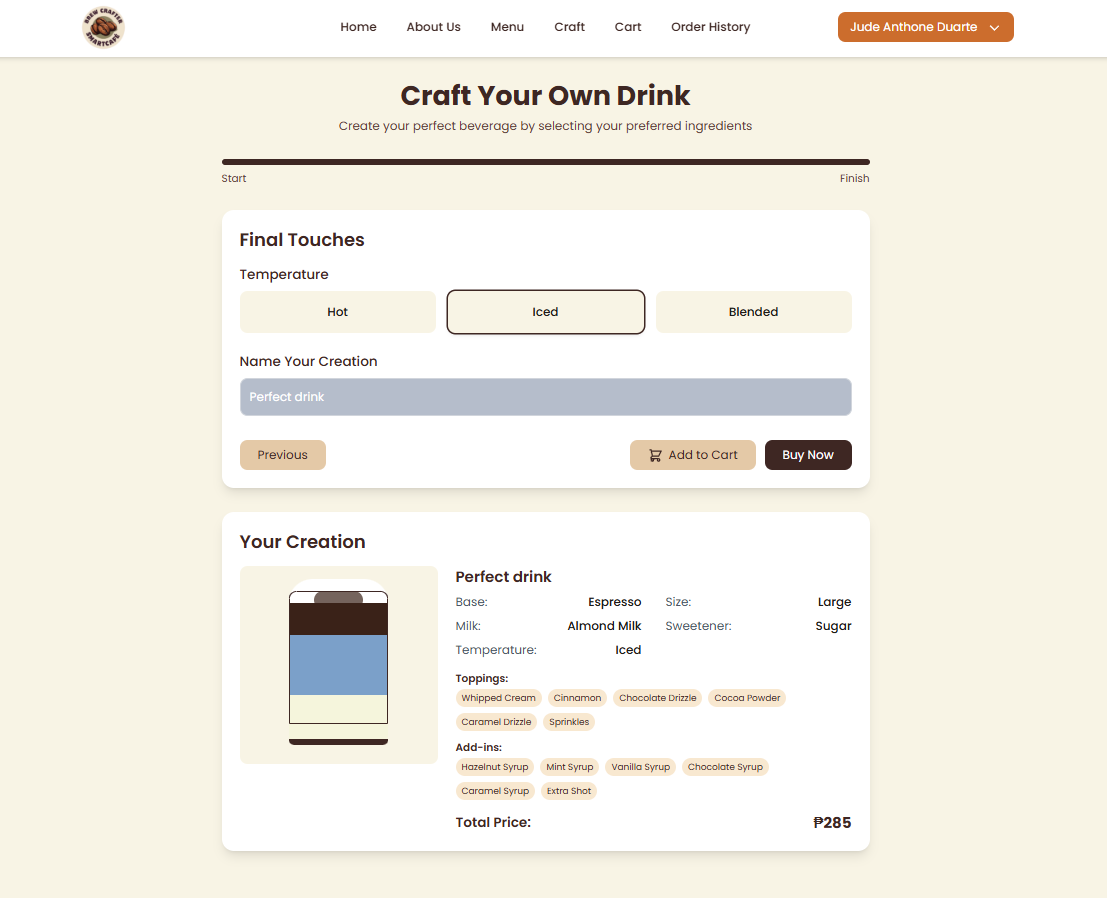 BREW CRAFTER
SMARTCAFE
Home About Us Menu Craft Cart Order History Jude Anthone Duarte
Craft Your Own Drink
Create your perfect beverage by selecting your preferred ingredients
Start Finish
Final Touches
Temperature
Hot Iced Blended
Name Your Creation
Perfect drink
Previous Add to Cart Buy Now
Your Creation
Perfect drink
Base: Espresso Size: Large
Milk: Almond Milk Sweetener: Sugar
Temperature: Iced
Toppings:
Whipped Cream Cinnamon Chocolate Drizzle Cocoa Powder
Caramel Drizzle Sprinkles
Add-ins:
Hazelnut Syrup Mint Syrup Vanilla Syrup Chocolate Syrup
Caramel Syrup Extra Shot
Total Price: ₱285